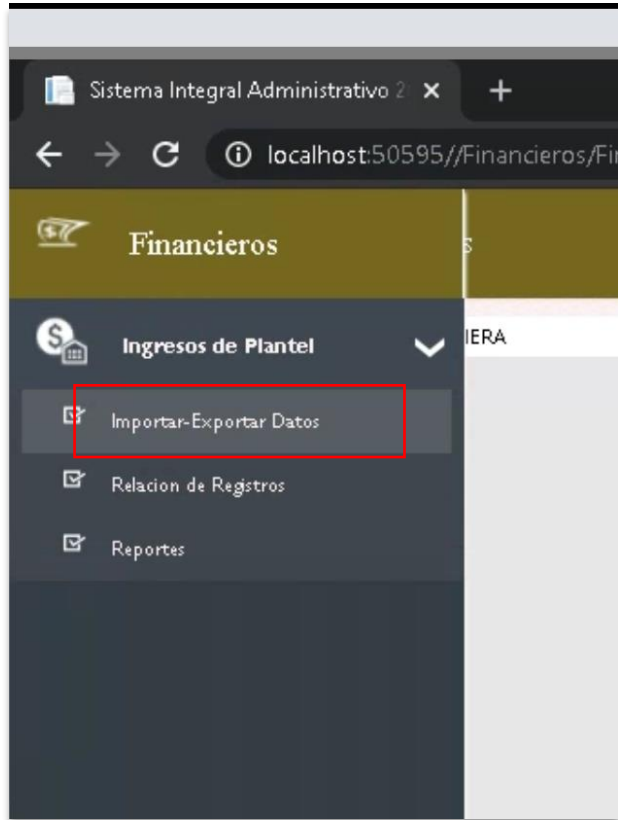 Sistema Integral Administrativo 2
localhost:50595//Financieros/Fi
Financieros
s
Ingresos de Plantel
IERA
Importar-Exportar Datos
Relacion de Registros
Reportes